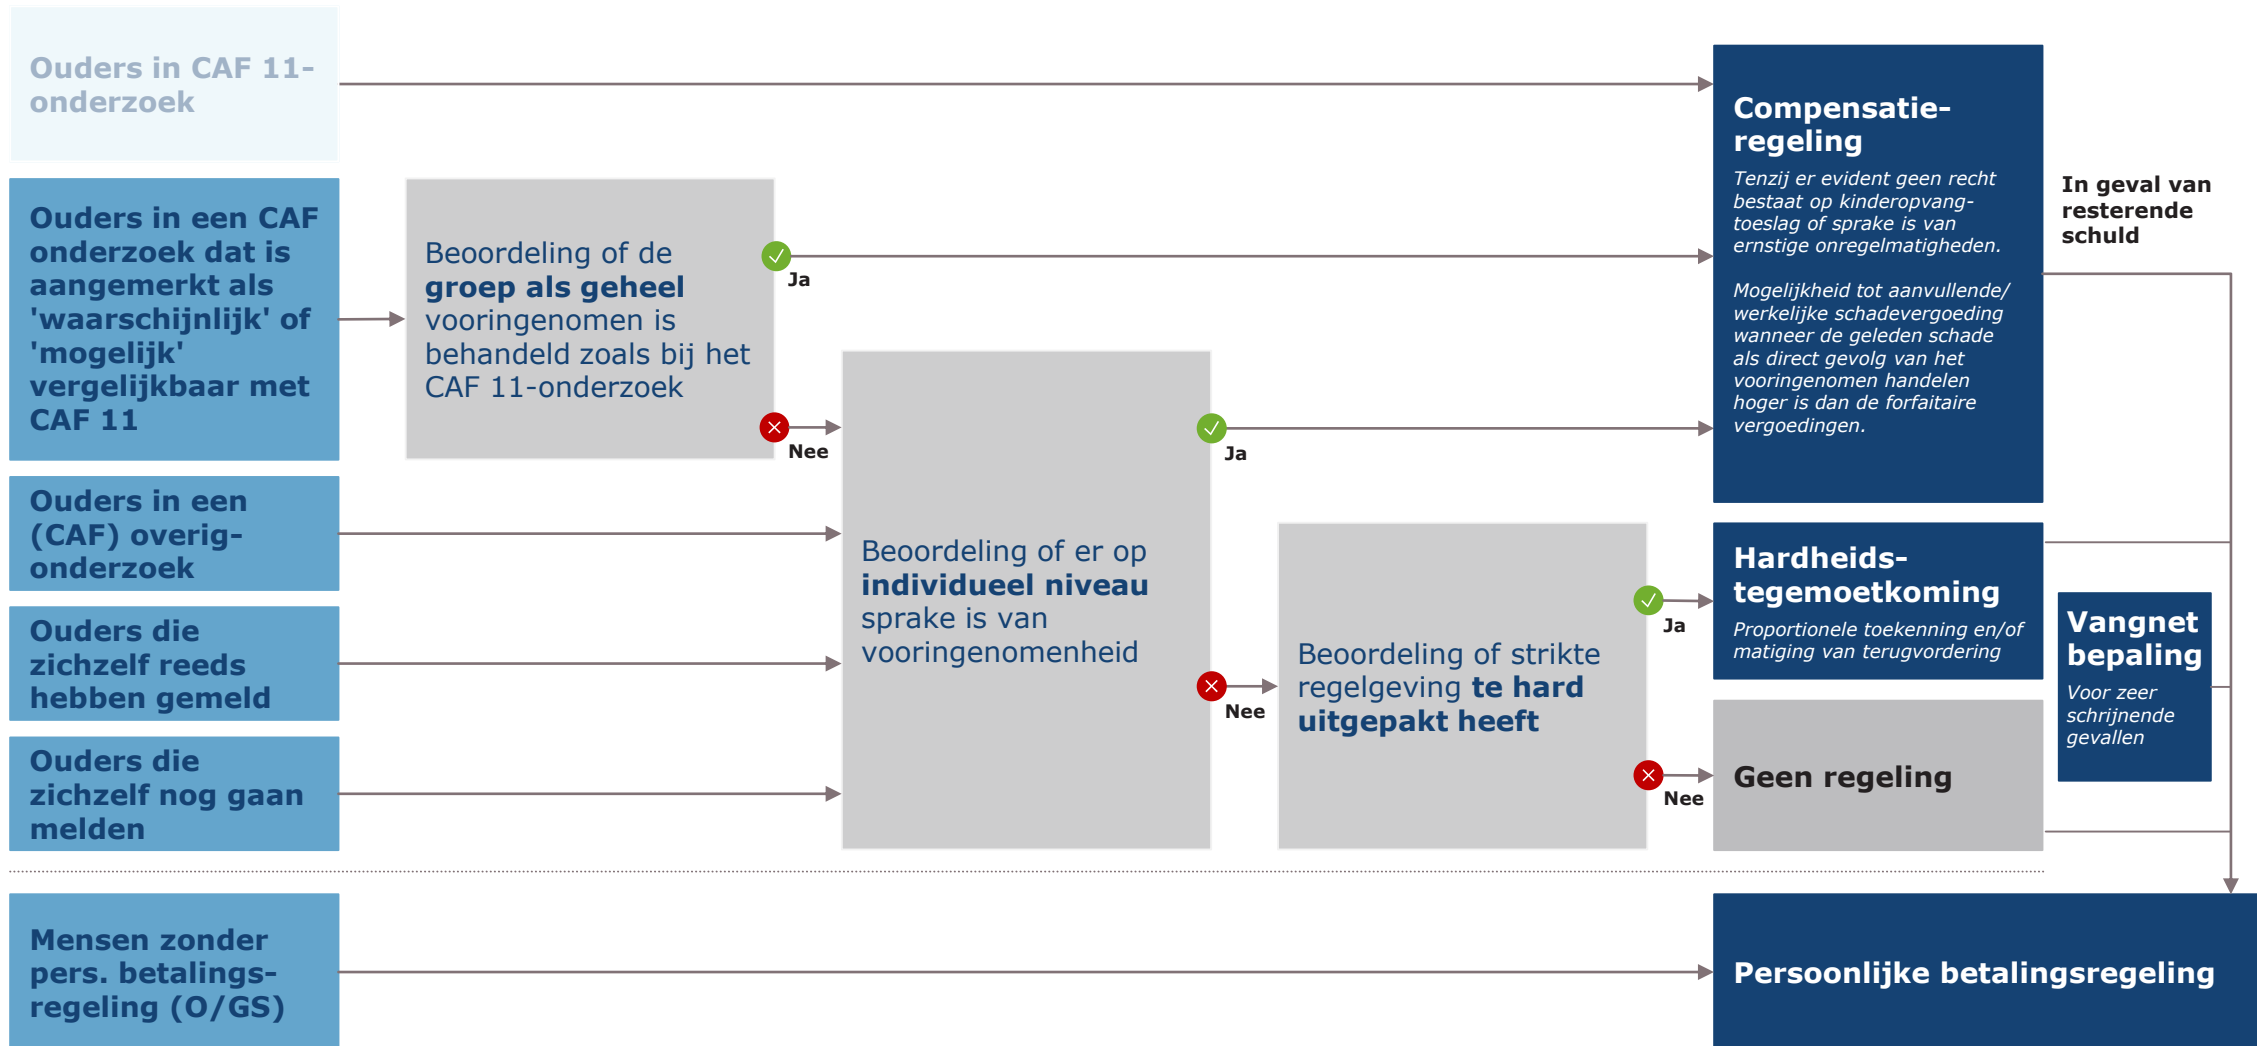 Ouders in CAF 11-
onderzoek
Ouders in een CAF
onderzoek dat is
aangemerkt als
'waarschijnlijk' of
'mogelijk'
vergelijkbaar met
CAF 11
Ouders in een
(CAF) overig-
onderzoek
Ouders die
zichzelf reeds
hebben gemeld
Ouders die
zichzelf nog gaan
melden
Mensen zonder
pers. betalings-
regeling (O/GS)
Beoordeling of de
groep als geheel
vooringenomen is
behandeld zoals bij het
CAF 11-onderzoek
Ja
Nee
Beoordeling of er op
individueel niveau
sprake is van
vooringenomenheid
Ja
Nee
Beoordeling of strikte
regelgeving te hard
uitgepakt heeft
Ja
Nee
Compensatie-
regeling
Tenzij er evident geen recht
bestaat op kinderopvang-
toeslag of sprake is van
ernstige onregelmatigheden.
Mogelijkheid tot aanvullende/
werkelijke schadevergoeding
wanneer de geleden schade
als direct gevolg van het
vooringenomen handelen
hoger is dan de forfaitaire
vergoedingen.
Hardheids-
tegemoetkoming
Proportionele toekenning en/of
matiging van terugvordering
Geen regeling
In geval van
resterende
schuld
Vangnet
bepaling
Voor zeer
schrijnende
gevallen
Persoonlijke betalingsregeling